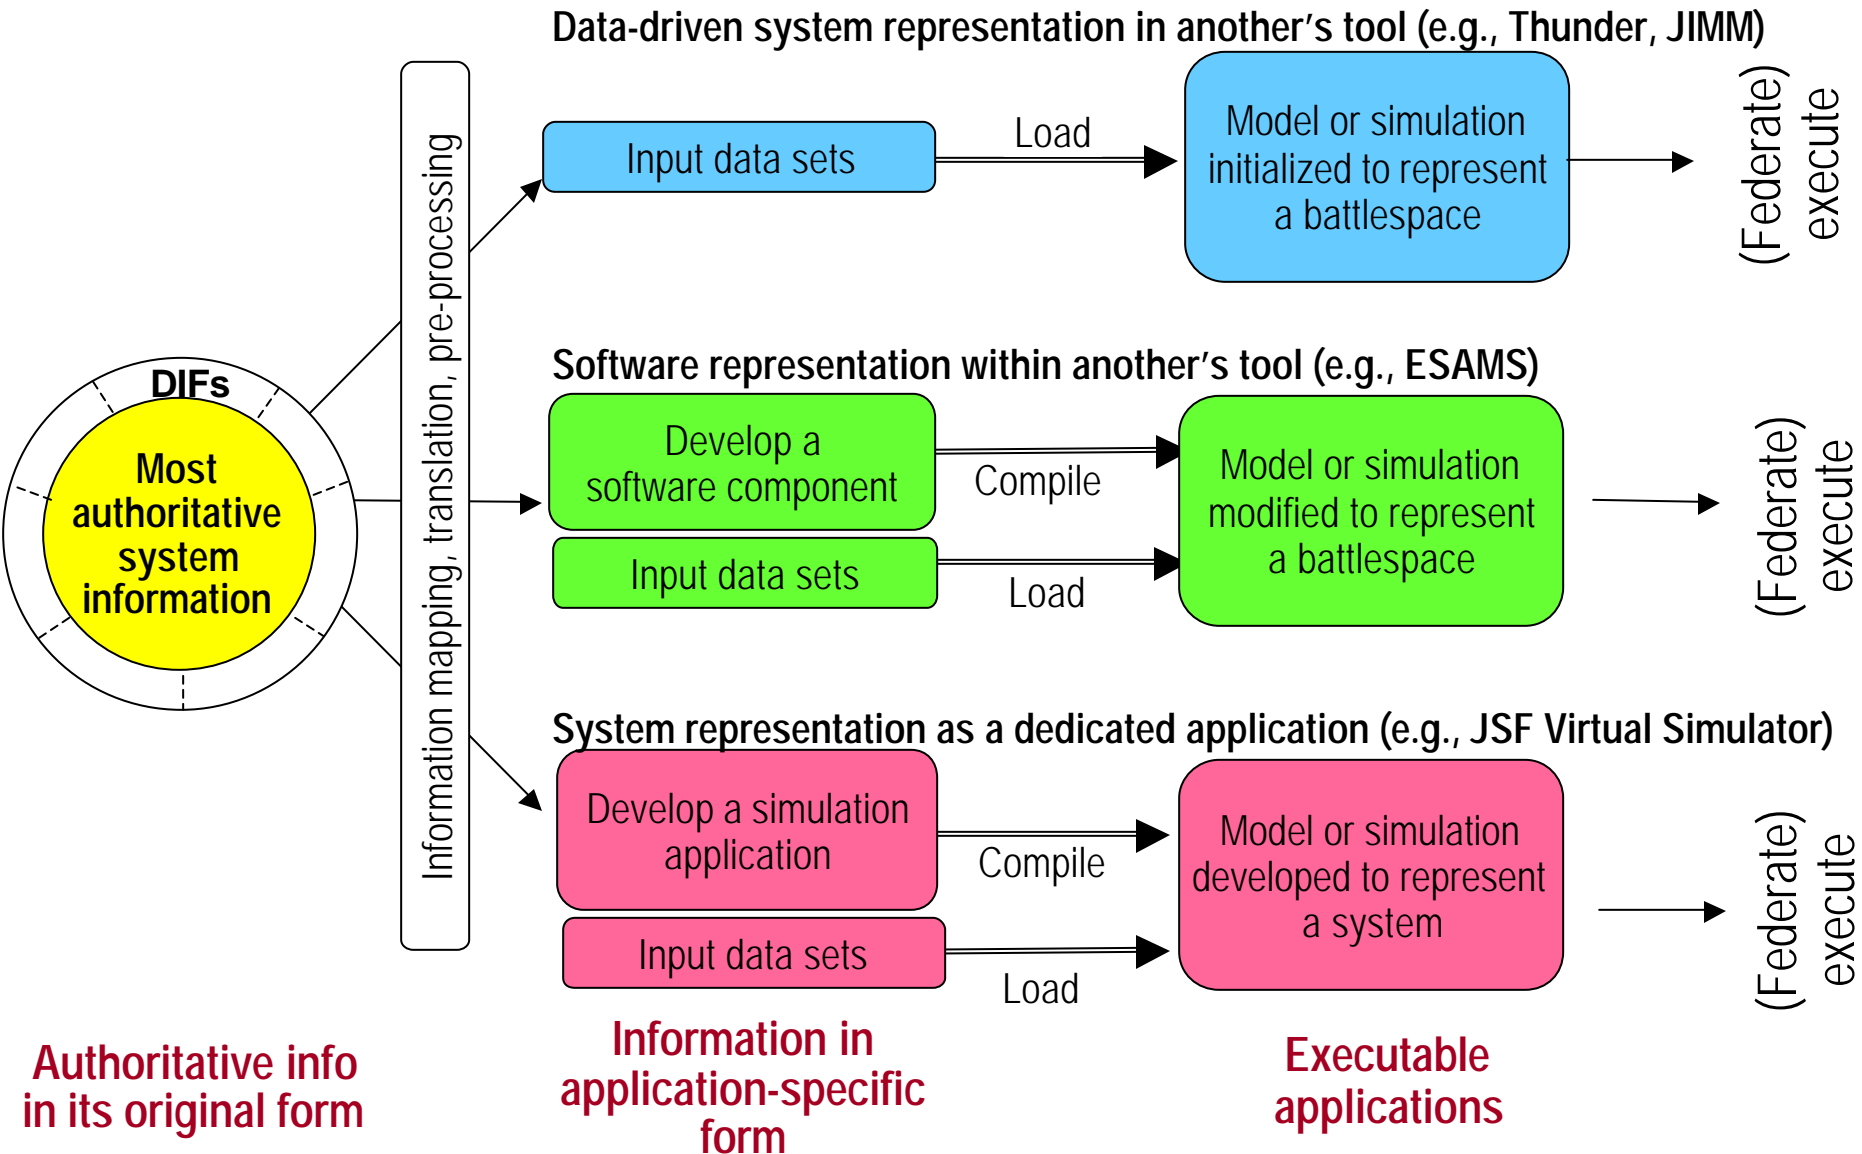 Data-driven system representation in another's tool (e.g., Thunder, JIMM)
Input data sets
Load
Model or simulation
initialized to represent
a battlespace
(Federate)
execute
Information mapping, translation, pre-processing
DIFs
Most
authoritative
system
information
Software representation within another's tool (e.g., ESAMS)
Develop a
software component
Compile
Input data sets
Load
Model or simulation
modified to represent
a battlespace
(Federate)
execute
System representation as a dedicated application (e.g., JSF Virtual Simulator)
Develop a simulation
application
Compile
Input data sets
Load
Model or simulation
developed to represent
a system
(Federate)
execute
Authoritative info
in its original form
Information in
application-specific
form
Executable
applications